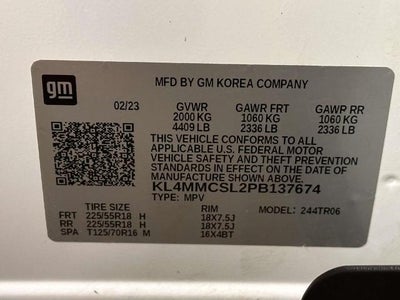 gm
MFD BY GM KOREA COMPANY
02/23 GVWR GAWR FRT GAWP RR
2000 KG 1060 KG 1060 KG
4409 LB 2336 LB 2336 LB
THIS VEHICLE CONFORMS TO ALL
APPLICABLE U.S. FEDERAL MOTOR
VEHICLE SAFETY AND THEFT PREVENTION
STANDARDS IN EFFECT ON THE DATE OF
MANUFACTURE SHOWN ABOVE.
KL4MMCSL2PB137674
TYPE: MPV
TIRE SIZE RIM MODEL: 244TR06
FRT 225/55R18 H 18X7.5J
RR 225/55R18 H 18X7.5J
SPA T125/70R16 M 16X4BT